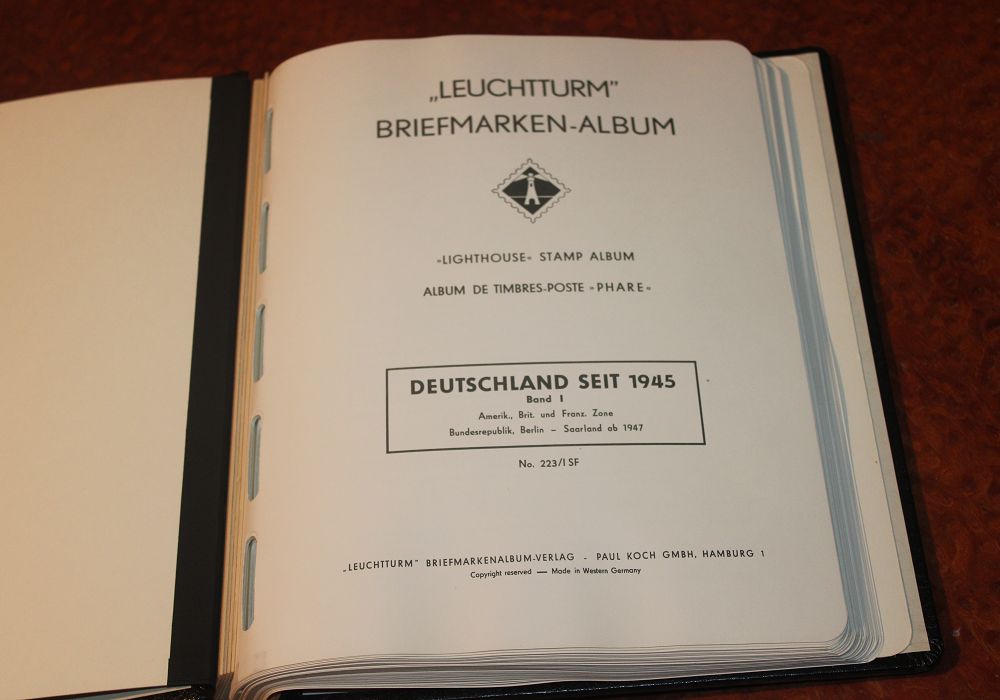 „LEUCHTTURM”
BRIEFMARKEN-ALBUM
»LIGHTHOUSE« STAMP ALBUM
ALBUM DE TIMBRES-POSTE »PHARE«
DEUTSCHLAND SEIT 1945
Band I
Amerik., Brit. und Franz. Zone
Bundesrepublik, Berlin – Saarland ab 1947
No. 223/I SF
„LEUCHTTURM” BRIEFMARKENALBUM-VERLAG - PAUL KOCH GMBH, HAMBURG 1
Copyright reserved — Made in Western Germany